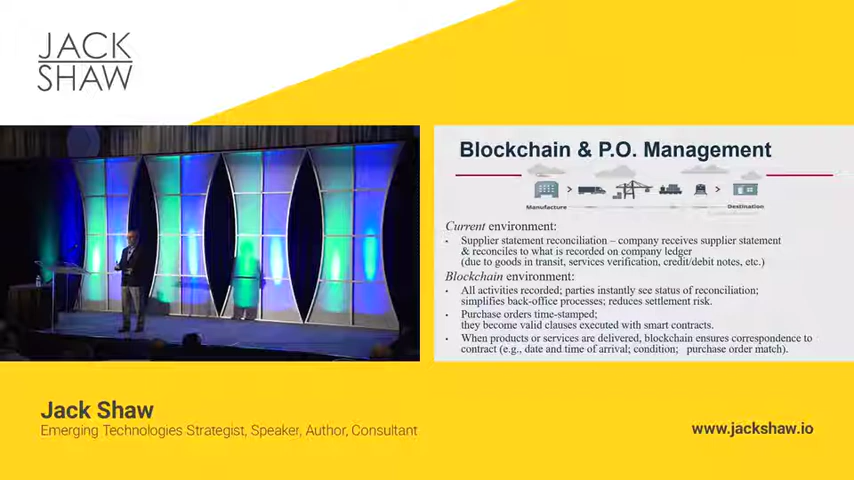 JACK
SHAW
Blockchain & P.O. Management
Manufacture
Destination
Current environment:
• Supplier statement reconciliation – company receives supplier statement
& reconciles to what is recorded on company ledger
(due to goods in transit, services verification, credit/debit notes, etc.)
Blockchain environment:
• All activities recorded; parties instantly see status of reconciliation;
simplifies back-office processes; reduces settlement risk.
• Purchase orders time-stamped;
they become valid clauses executed with smart contracts.
• When products or services are delivered, blockchain ensures correspondence to
contract (e.g., date and time of arrival; condition; purchase order match).
Jack Shaw
Emerging Technologies Strategist, Speaker, Author, Consultant
www.jackshaw.io